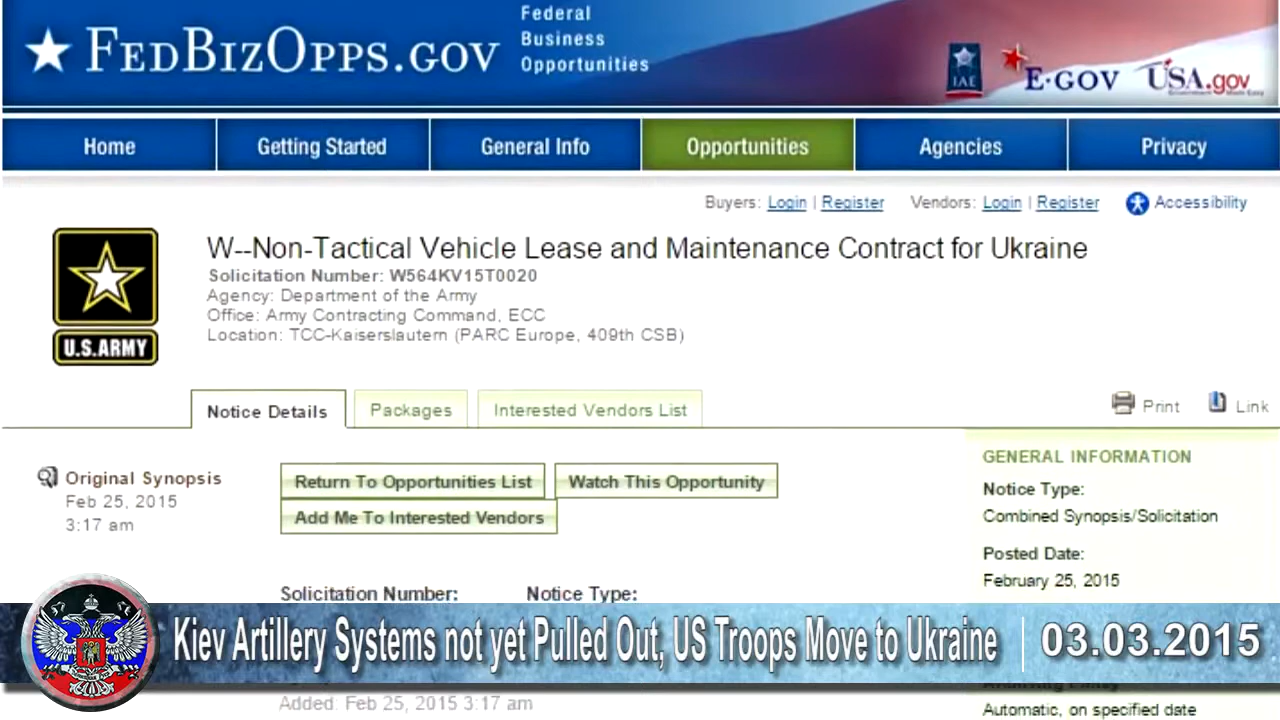 FEDBIZOPPS.GOV
Federal
Business
Opportunities
IAE
E·GOV
USA.gov
Home
Getting Started
General Info
Opportunities
Agencies
Privacy
Buyers: Login | Register
Vendors: Login | Register
Accessibility
W--Non-Tactical Vehicle Lease and Maintenance Contract for Ukraine
Solicitation Number: W564KV15T0020
Agency: Department of the Army
Office: Army Contracting Command, ECC
Location: TCC-Kaiserslautern (PARC Europe, 409th CSB)
U.S.ARMY
Notice Details
Packages
Interested Vendors List
Print
Link
Original Synopsis
Feb 25, 2015
3:17 am
Return To Opportunities List
Watch This Opportunity
Add Me To Interested Vendors
GENERAL INFORMATION
Notice Type:
Combined Synopsis/Solicitation
Posted Date:
February 25, 2015
Solicitation Number:
Notice Type:
Kiev Artillery Systems not yet Pulled Out, US Troops Move to Ukraine
03.03.2015
Added: Feb 25, 2015 3:17 am
Automatic, on specified date